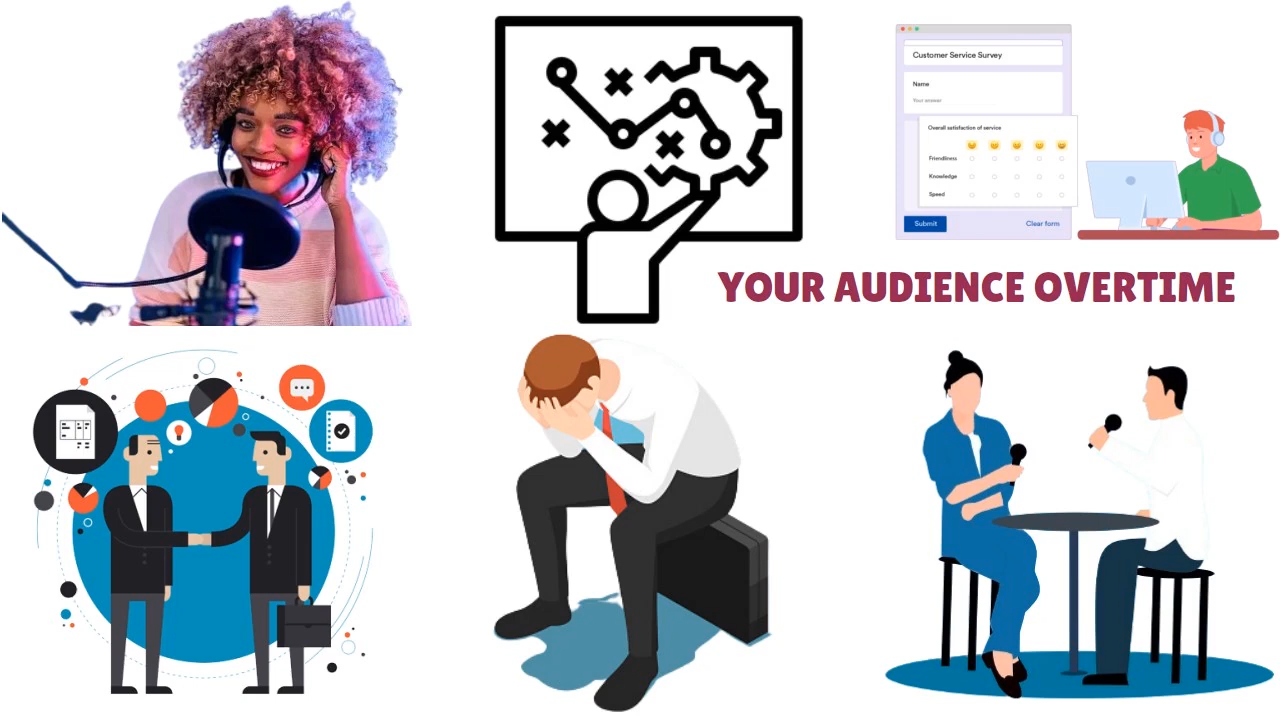 Customer Service Survey
Name
Your answer
Overall satisfaction of service
Friendliness
Knowledge
Speed
Submit
Clear form
YOUR AUDIENCE OVERTIME